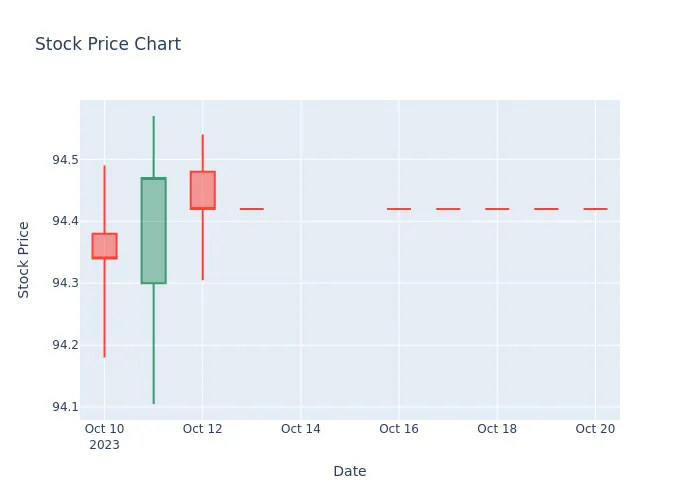 Stock Price Chart
Stock Price
94.5
94.4
94.3
94.2
94.1
Oct 10
2023
Oct 12
Oct 14
Oct 16
Oct 18
Oct 20
Date